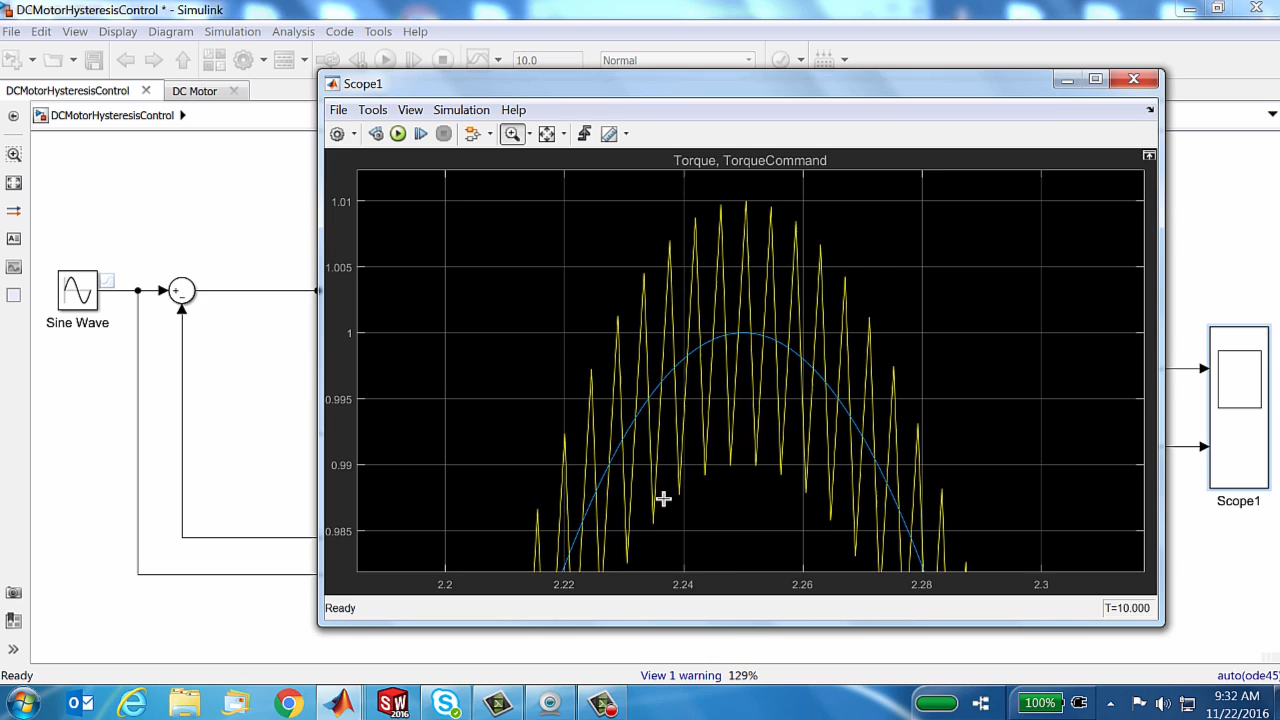 DCMotorHysteresisControl * - Simulink
File Edit View Display Diagram Simulation Analysis Code Tools Help
10.0 Normal
DCMotorHysteresisControl DC Motor
DCMotorHysteresisControl
Scope1
File Tools View Simulation Help
Torque, TorqueCommand
1.01
1.005
1
0.995
0.99
0.985
2.2 2.22 2.24 2.26 2.28 2.3
Ready T=10.000
+
−
Sine Wave
Scope1
Ready View 1 warning 129% auto(ode45)
SW
2016
100%
9:32 AM
11/22/2016